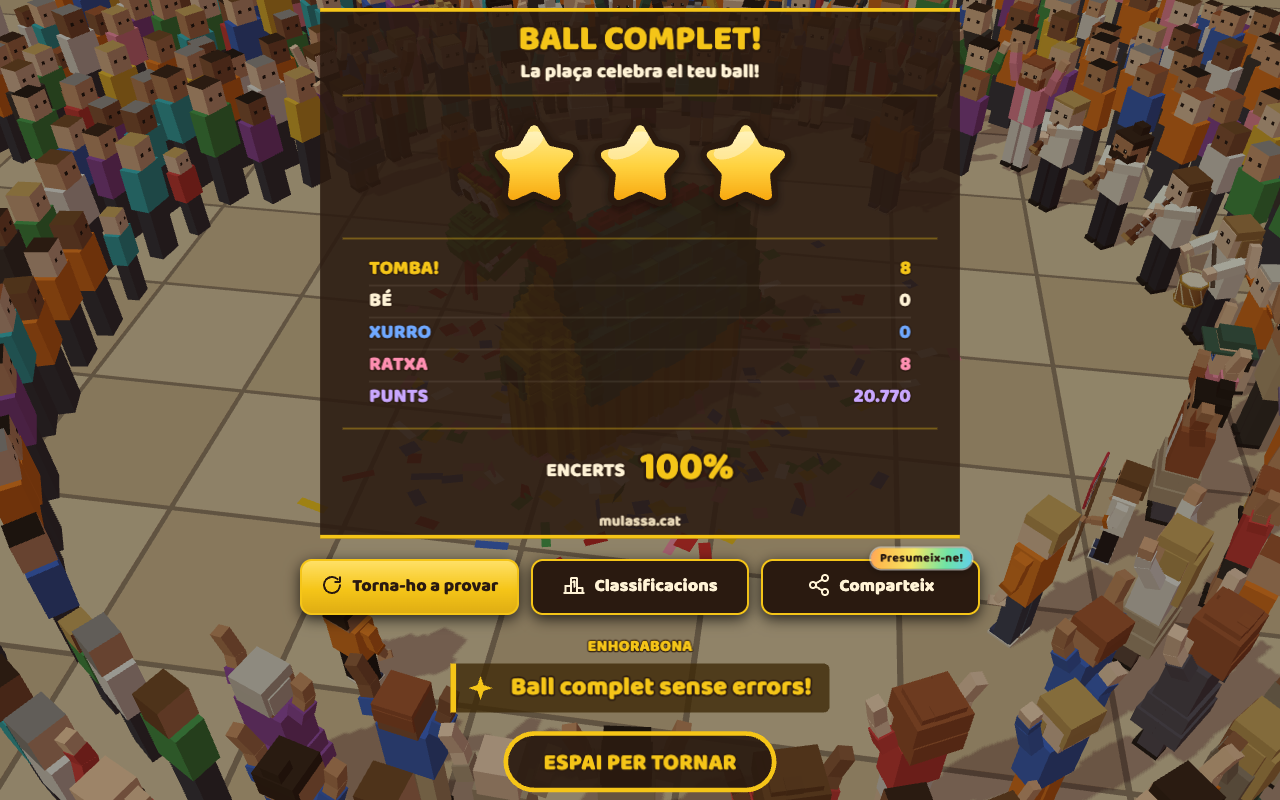 BALL COMPLET!
La plaça celebra el teu ball!
TOMBA! 8
BÉ 0
XURRO 0
RATXA 8
PUNTS 20.770
ENCERTS 100%
mulassa.cat
Presumeix-ne!
Torna-ho a provar
Classificacions
Comparteix
ENHORABONA
Ball complet sense errors!
ESPAI PER TORNAR